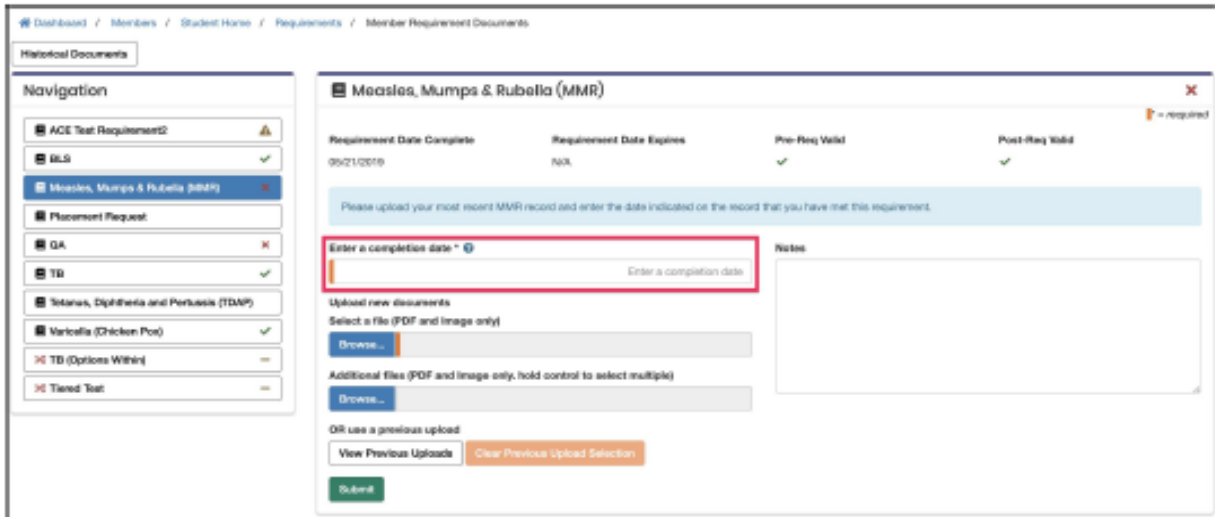 Dashboard / Members / Student Home / Requirements / Member Requirement Documents
Historical Documents
Navigation
ACE Test Requirement2
BLS
Measles, Mumps & Rubella (MMR)
Placement Request
QA
TB
Tetanus, Diphtheria and Pertussis (TDAP)
Varicella (Chicken Pox)
TB (Options Within)
Tiered Test
Measles, Mumps & Rubella (MMR)
* = required
Requirement Date Complete Requirement Date Expires Pre-Req Valid Post-Req Valid
05/21/2019 N/A
Please upload your most recent MMR record and enter the date indicated on the record that you have met this requirement.
Enter a completion date *
Enter a completion date
Notes
Upload new documents
Select a file (PDF and Image only)
Browse...
Additional files (PDF and Image only, hold control to select multiple)
Browse...
OR use a previous upload
View Previous Uploads Clear Previous Upload Selection
Submit